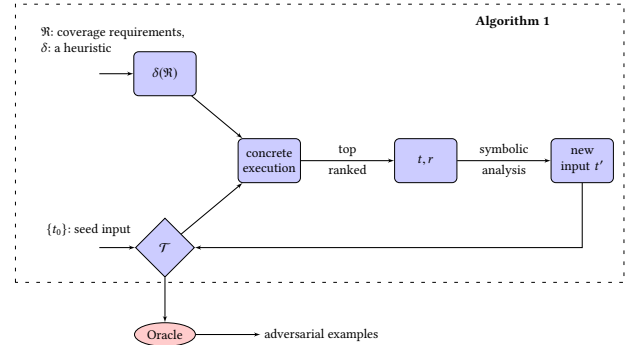 Algorithm 1
ℜ: coverage requirements,
δ: a heuristic
δ(ℜ)
concrete
execution
top
ranked
t, r
symbolic
analysis
new
input t′
{t₀}: seed input
𝒯
Oracle
adversarial examples